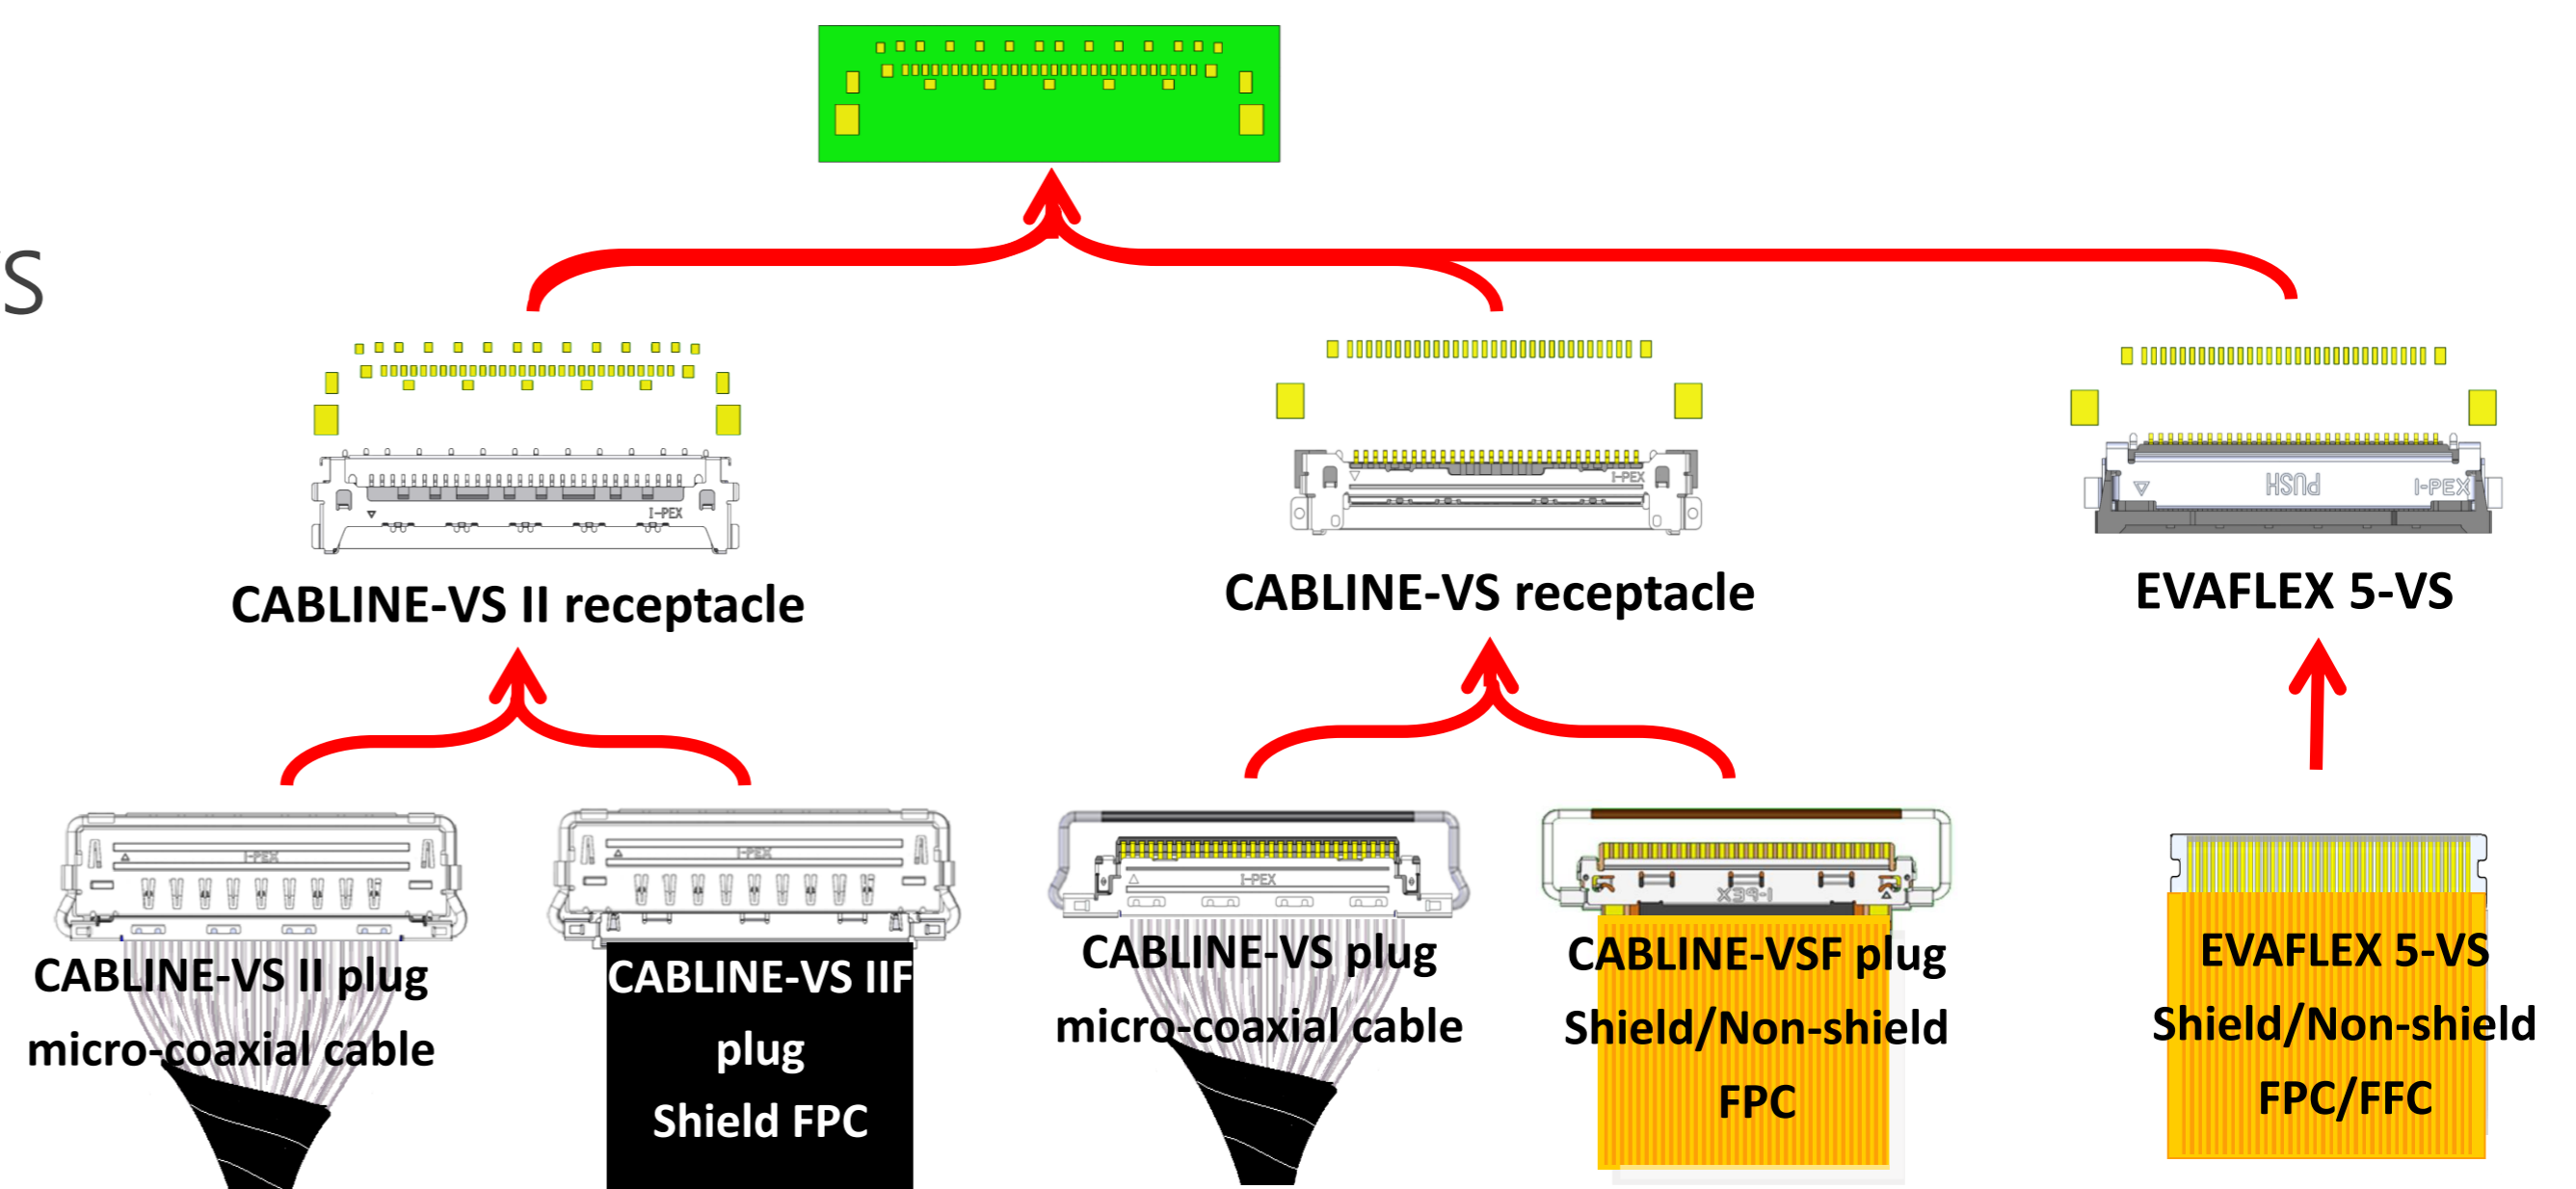 VS
I-PEX
I-PEX
PUSH
I-PEX
CABLINE-VS II receptacle
CABLINE-VS receptacle
EVAFLEX 5-VS
I-PEX
I-PEX
I-PEX
I-PEX
CABLINE-VS II plug
micro-coaxial cable
CABLINE-VS IIF
plug
Shield FPC
CABLINE-VS plug
micro-coaxial cable
CABLINE-VSF plug
Shield/Non-shield
FPC
EVAFLEX 5-VS
Shield/Non-shield
FPC/FFC